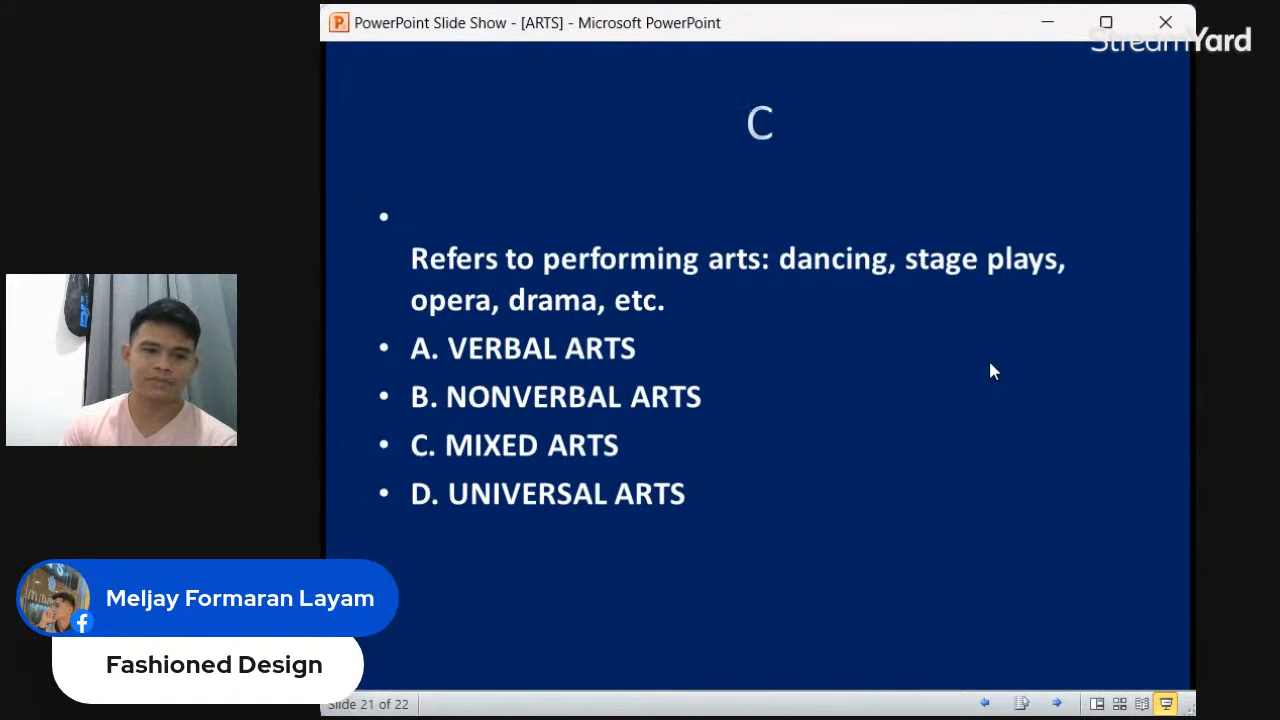 PowerPoint Slide Show - [ARTS] - Microsoft PowerPoint
StreamYard
C
•
Refers to performing arts: dancing, stage plays,
opera, drama, etc.
• A. VERBAL ARTS
• B. NONVERBAL ARTS
• C. MIXED ARTS
• D. UNIVERSAL ARTS
Meljay Formaran Layam
Fashioned Design
Slide 21 of 22